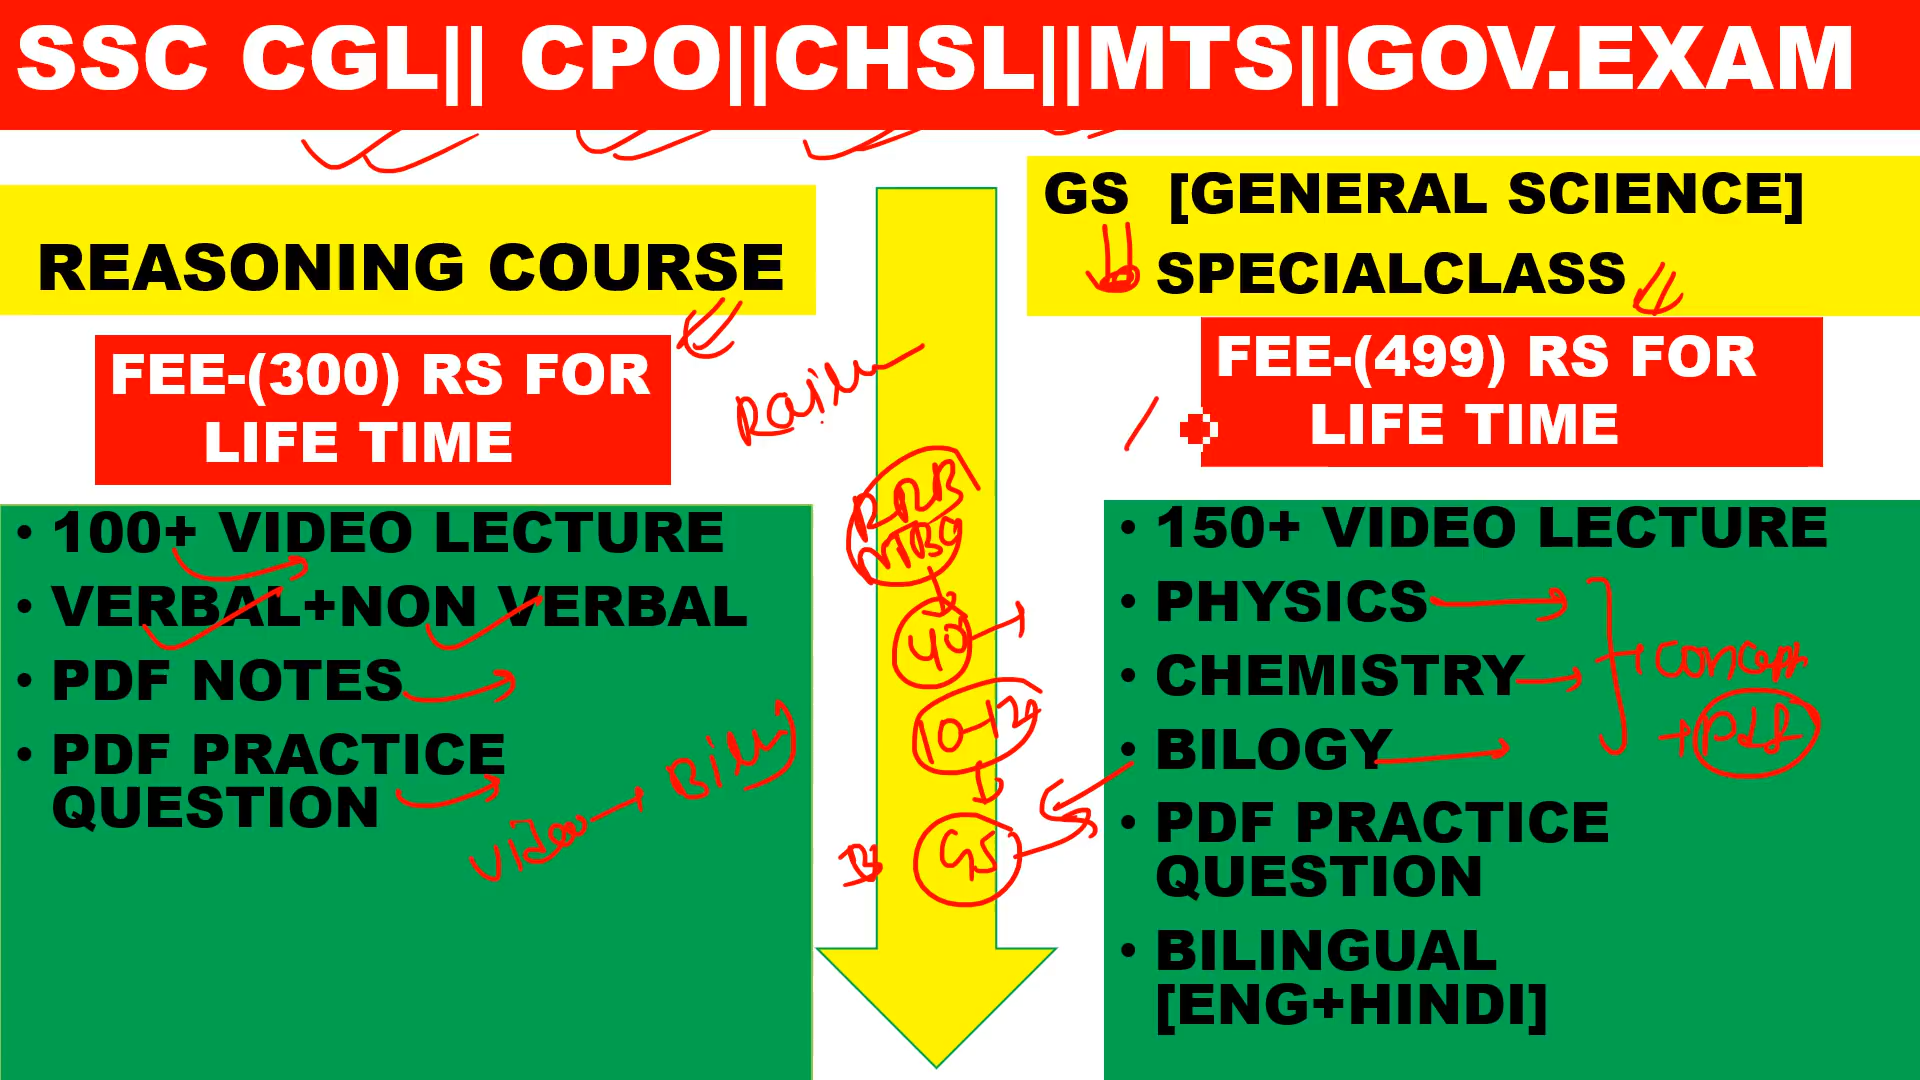 SSC CGL|| CPO||CHSL||MTS||GOV.EXAM
REASONING COURSE
FEE-(300) RS FOR
LIFE TIME
• 100+ VIDEO LECTURE
• VERBAL+NON VERBAL
• PDF NOTES
• PDF PRACTICE
QUESTION
Video
RRB
NTPC
40
10-12
GS
GS [GENERAL SCIENCE]
SPECIALCLASS
FEE-(499) RS FOR
LIFE TIME
• 150+ VIDEO LECTURE
• PHYSICS
• CHEMISTRY
• BILOGY
• PDF PRACTICE
QUESTION
• BILINGUAL
[ENG+HINDI]
Concept